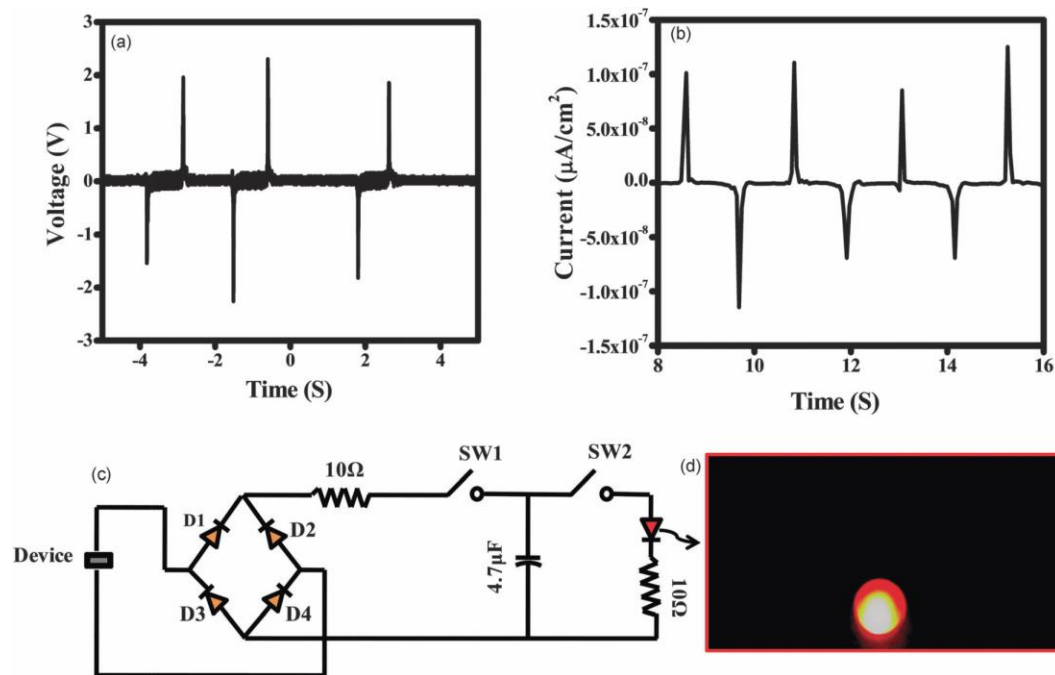 (a)
3
2
1
0
-1
-2
-3
Voltage (V)
-4 -2 0 2 4
Time (S)
(b)
1.5x10⁻⁷
1.0x10⁻⁷
5.0x10⁻⁸
0.0
-5.0x10⁻⁸
-1.0x10⁻⁷
-1.5x10⁻⁷
Current (µA/cm²)
8 10 12 14 16
Time (S)
(c)
Device
D1
D2
D3
D4
10Ω
SW1
SW2
4.7µF
10Ω
(d)